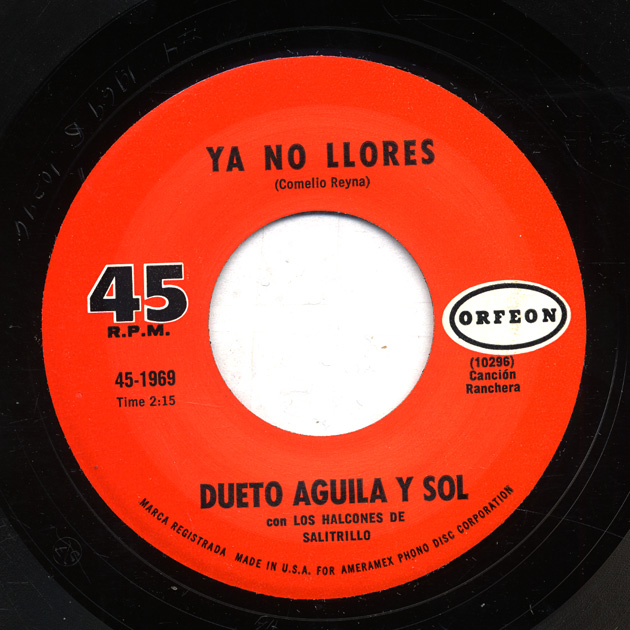 YA NO LLORES
(Comelio Reyna)
45
R.P.M.
45-1969
Time 2:15
ORFEON
(10296)
Canción
Ranchera
DUETO AGUILA Y SOL
con LOS HALCONES DE
SALITRILLO
MARCA REGISTRADA MADE IN U.S.A. FOR AMERAMEX PHONO DISC CORPORATION